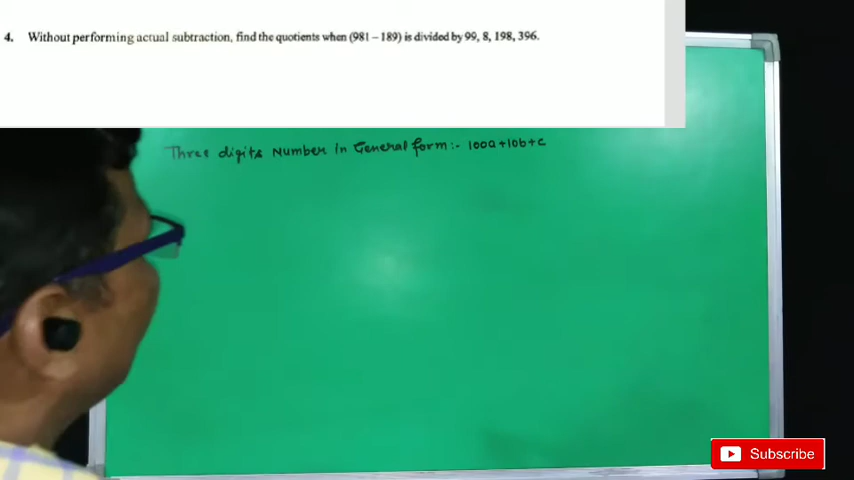 4. Without performing actual subtraction, find the quotients when (981 – 189) is divided by 99, 8, 198, 396.
Three digits Number In General form:- 100a+10b+c
Subscribe